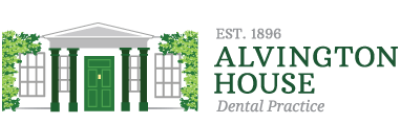 EST. 1896
ALVINGTON
HOUSE
Dental Practice